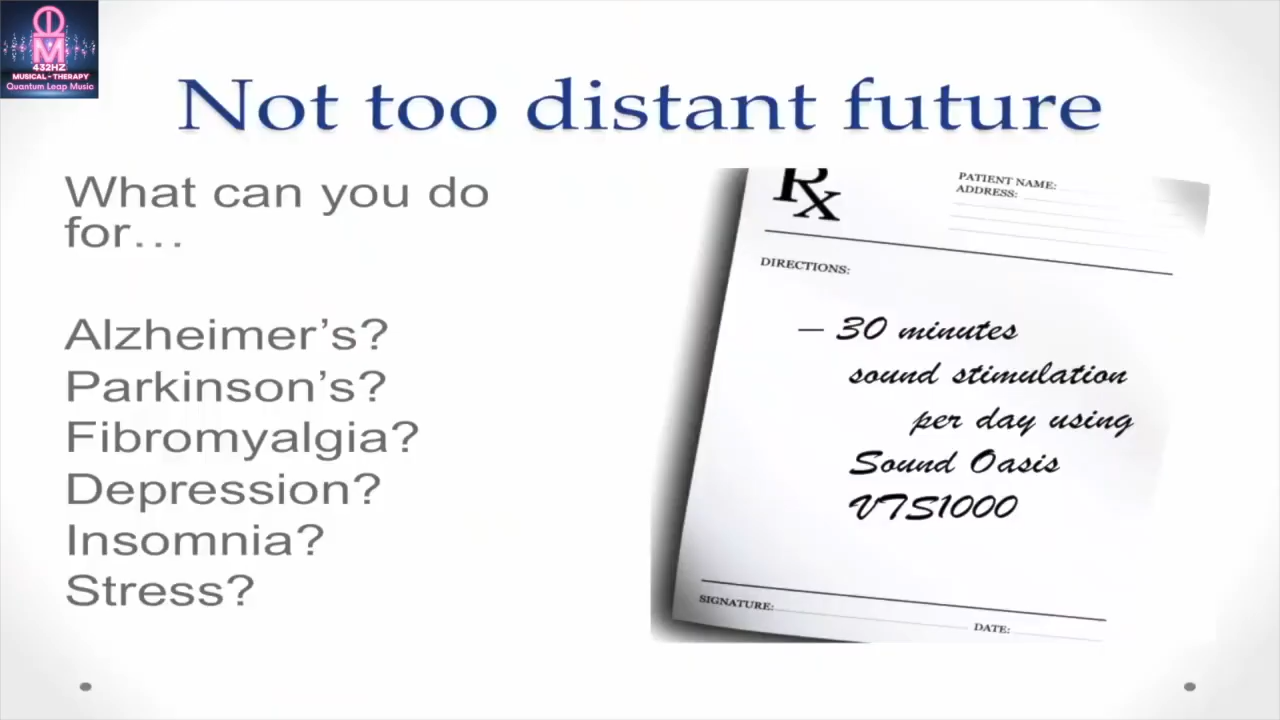 432HZ
MUSICAL - THERAPY
Quantum Leap Music
Not too distant future
What can you do
for…
Alzheimer’s?
Parkinson’s?
Fibromyalgia?
Depression?
Insomnia?
Stress?
Rx
PATIENT NAME:
ADDRESS:
DIRECTIONS:
— 30 minutes
sound stimulation
per day using
Sound Oasis
VTS1000
SIGNATURE:
DATE: